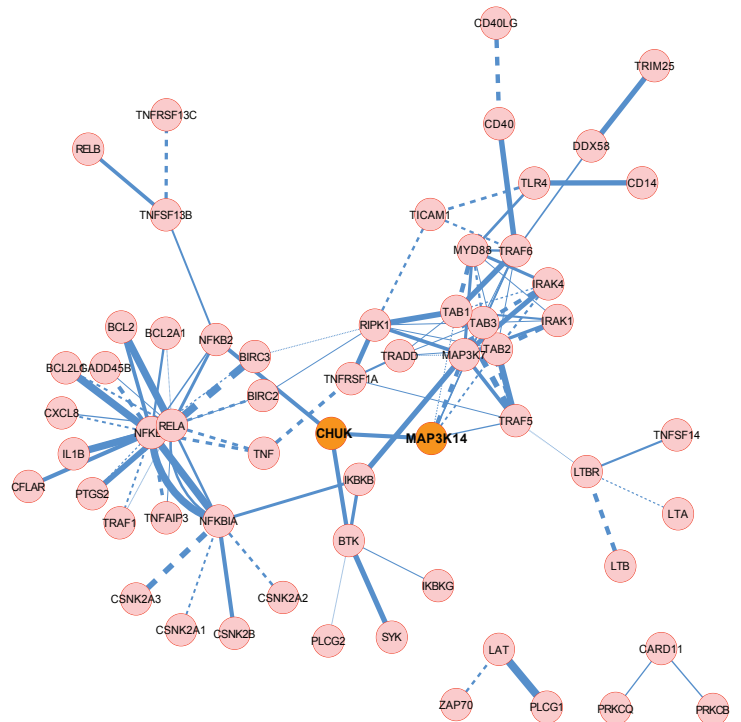 CD40LG
TRIM25
TNFRSF13C
CD40
RELB
DDX58
TLR4
CD14
TICAM1
TNFSF13B
MYD88
TRAF6
IRAK4
TAB1
IRAK1
TAB3
RIPK1
BCL2
BCL2A1
NFKB2
TAB2
BIRC3
TRADD
MAP3K7
BCL2L
GADD45B
TNFRSF1A
BIRC2
CXCL8
TRAF5
RELA
CHUK
MAP3K14
TNFSF14
IL1B
TNF
LTBR
CFLAR
IKBKB
PTGS2
LTA
TRAF1
TNFAIP3
NFKBIA
BTK
LTB
IKBKG
CSNK2A3
CSNK2A2
CSNK2A1
CSNK2B
PLCG2
SYK
LAT
CARD11
ZAP70
PLCG1
PRKCQ
PRKCB